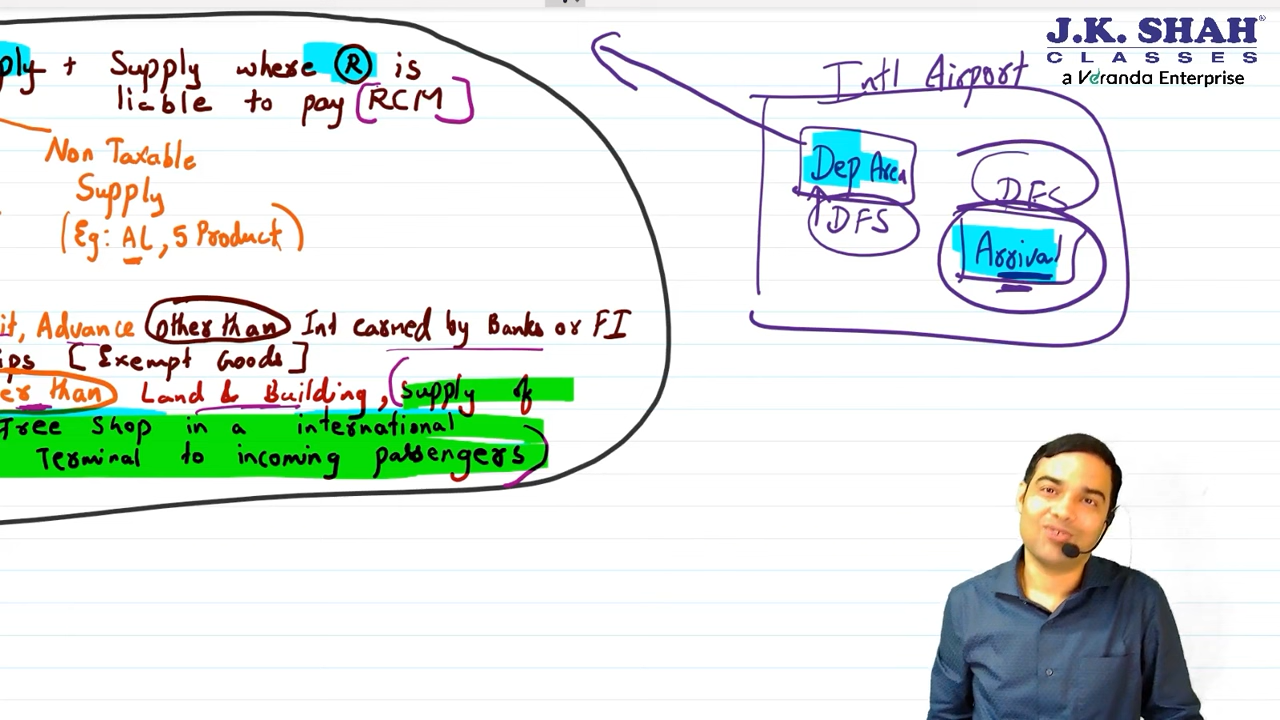 ply + Supply where R is
liable to pay [RCM]
Non Taxable
Supply
(Eg: AL, 5 Product)
it, Advance other than Int earned by Banks or FI
ips [Exempt Goods]
er than Land & Building, (Supply of
Free Shop in a international
Terminal to incoming passengers)
Int'l Airport
Dep Area
DFS
DFS
Arrival
J.K. SHAH®
CLASSES
a Veranda Enterprise